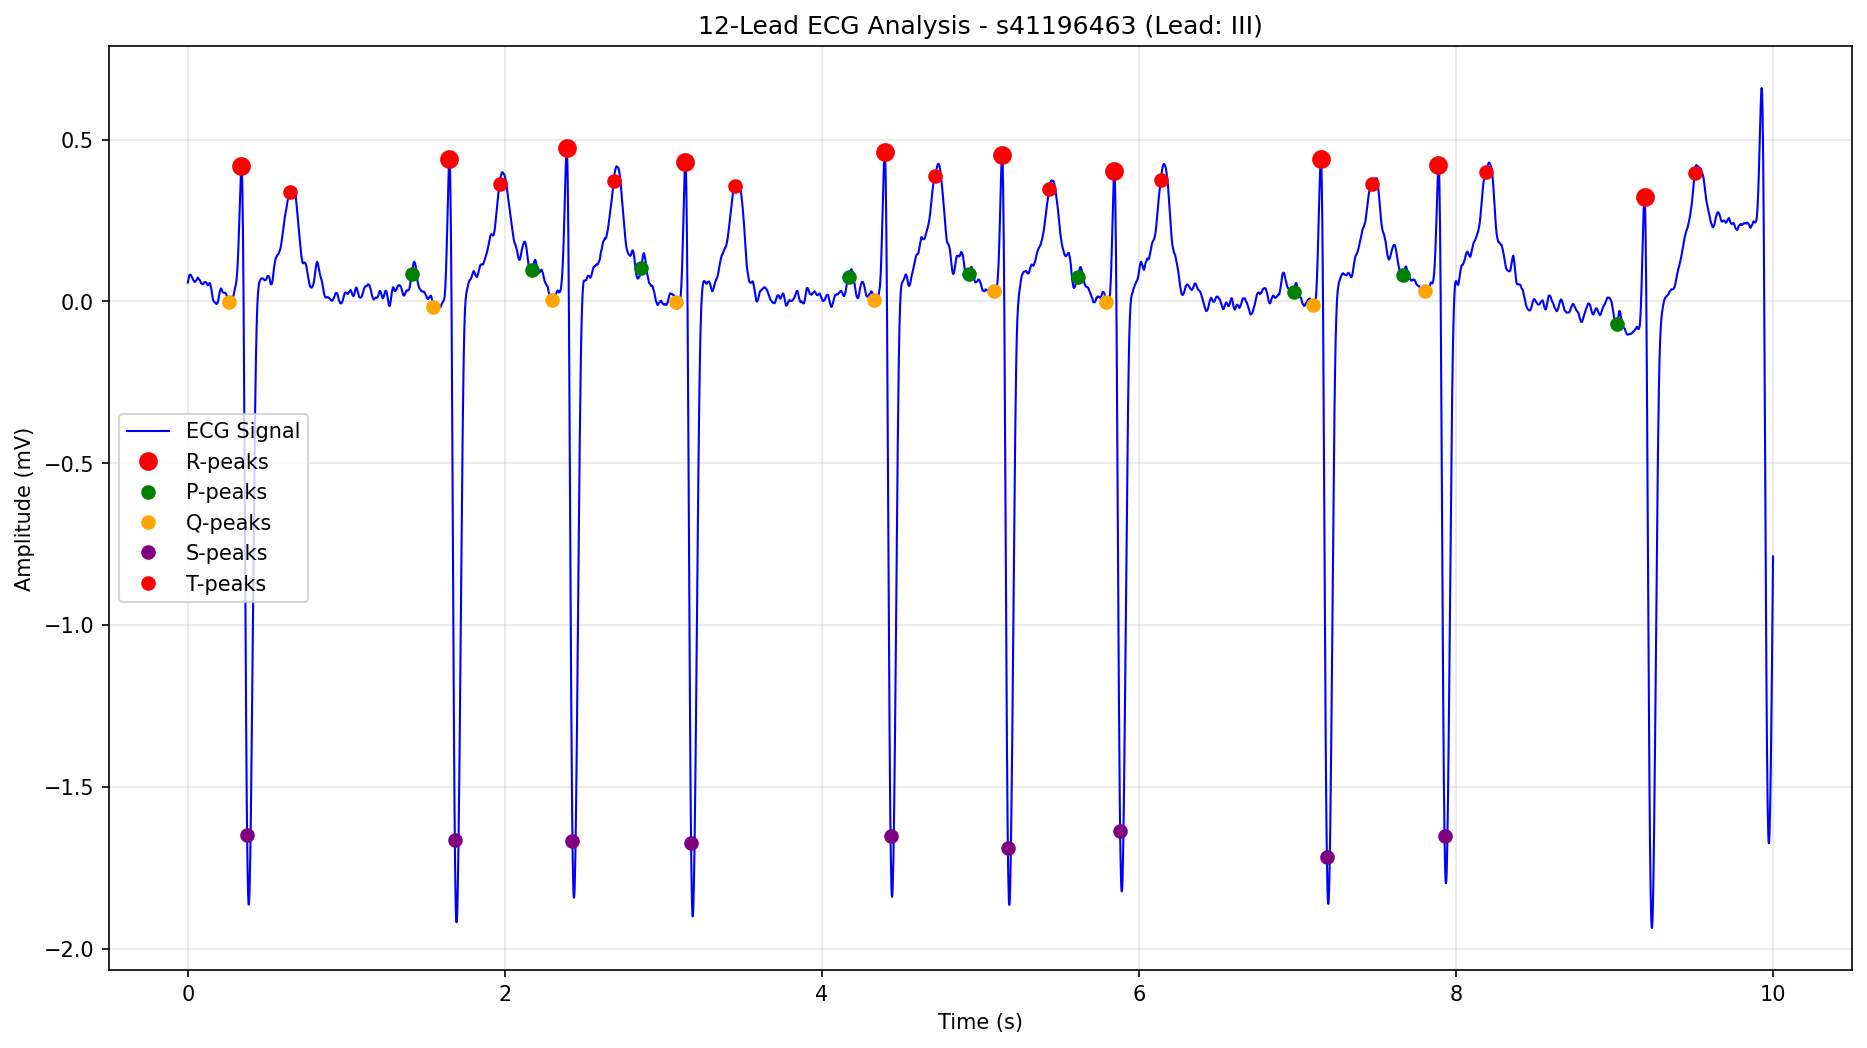 12-Lead ECG Analysis - s41196463 (Lead: III)
Amplitude (mV)
0.5
0.0
−0.5
−1.0
−1.5
−2.0
ECG Signal
R-peaks
P-peaks
Q-peaks
S-peaks
T-peaks
0 2 4 6 8 10
Time (s)